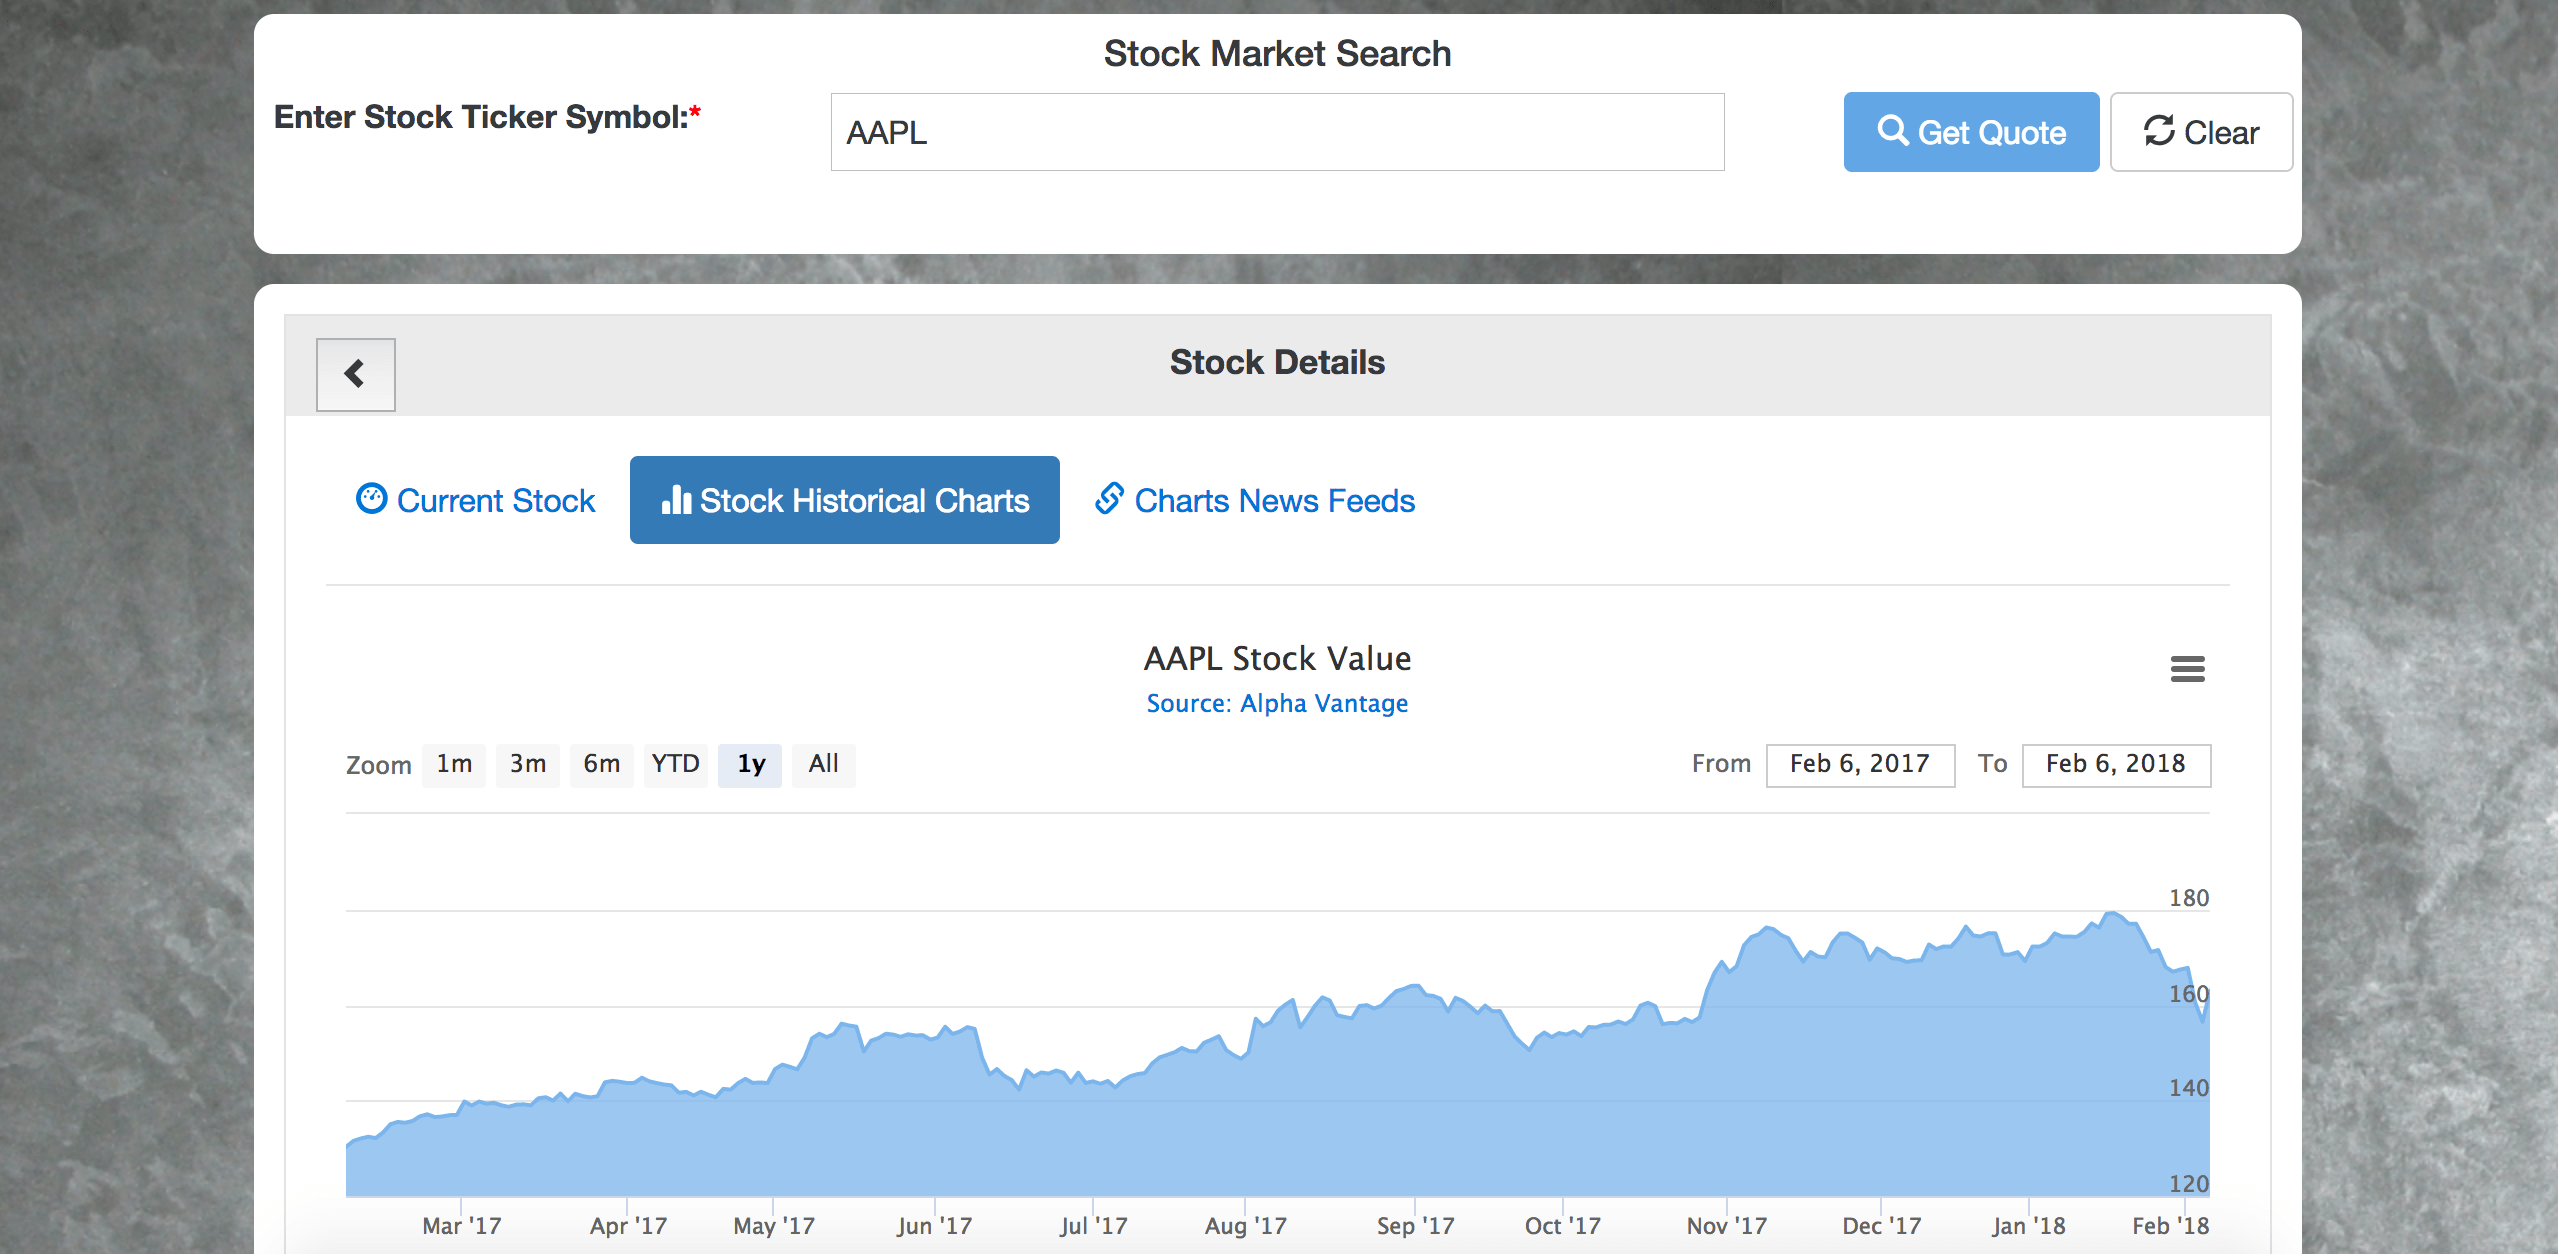 Stock Market Search
Enter Stock Ticker Symbol:*
AAPL
Get Quote
Clear
Stock Details
Current Stock
Stock Historical Charts
Charts News Feeds
AAPL Stock Value
Source: Alpha Vantage
Zoom 1m 3m 6m YTD 1y All
From Feb 6, 2017 To Feb 6, 2018
180
160
140
120
Mar '17 Apr '17 May '17 Jun '17 Jul '17 Aug '17 Sep '17 Oct '17 Nov '17 Dec '17 Jan '18 Feb '18